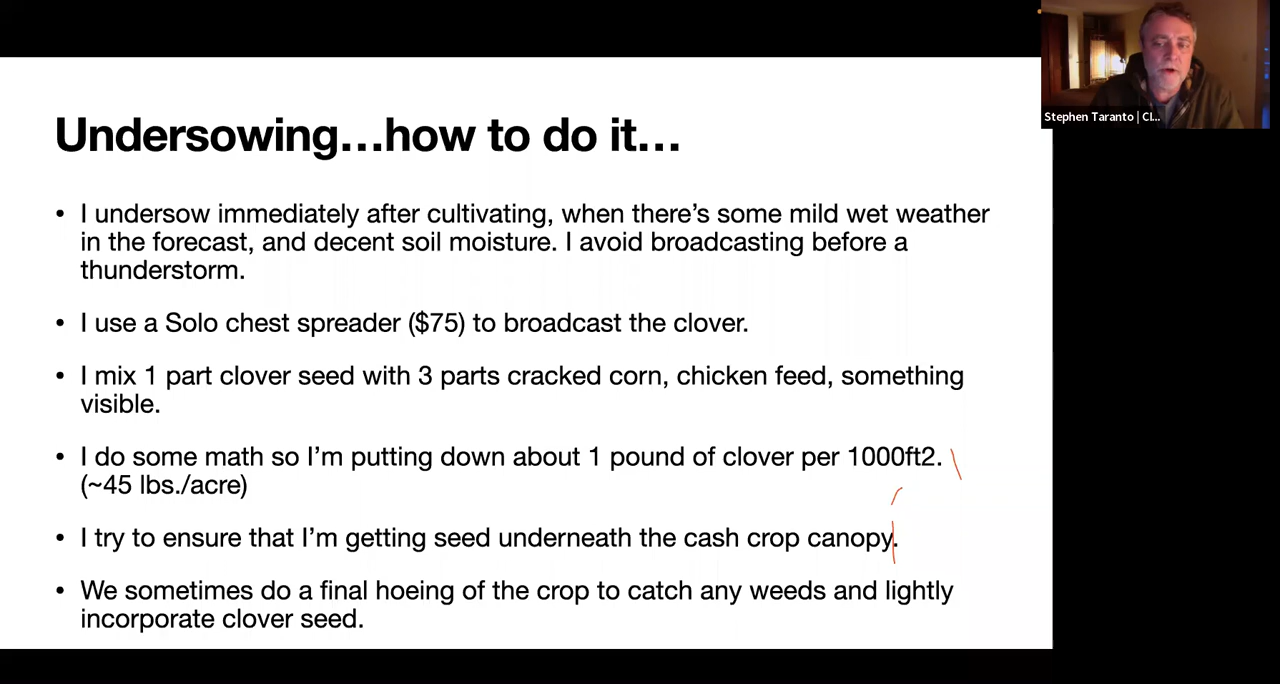 Undersowing…how to do it…
• I undersow immediately after cultivating, when there’s some mild wet weather
in the forecast, and decent soil moisture. I avoid broadcasting before a
thunderstorm.
• I use a Solo chest spreader ($75) to broadcast the clover.
• I mix 1 part clover seed with 3 parts cracked corn, chicken feed, something
visible.
• I do some math so I’m putting down about 1 pound of clover per 1000ft2.
(~45 lbs./acre)
• I try to ensure that I’m getting seed underneath the cash crop canopy.
• We sometimes do a final hoeing of the crop to catch any weeds and lightly
incorporate clover seed.
Stephen Taranto | Cl...